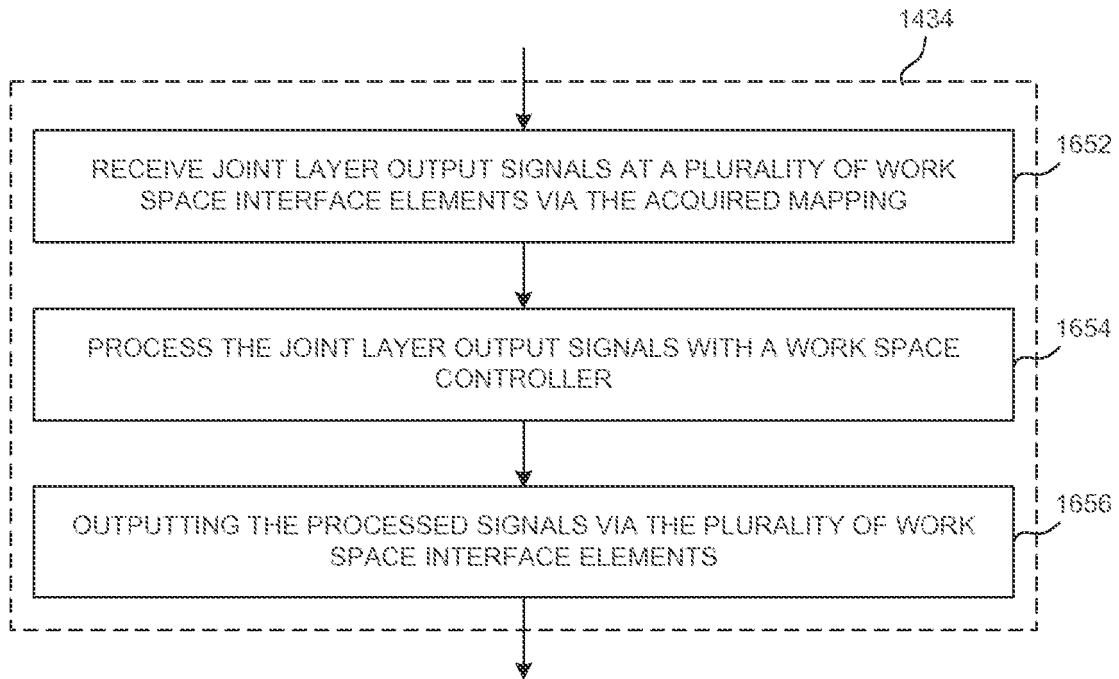 1434
RECEIVE JOINT LAYER OUTPUT SIGNALS AT A PLURALITY OF WORK
SPACE INTERFACE ELEMENTS VIA THE ACQUIRED MAPPING
1652
PROCESS THE JOINT LAYER OUTPUT SIGNALS WITH A WORK SPACE
CONTROLLER
1654
OUTPUTTING THE PROCESSED SIGNALS VIA THE PLURALITY OF WORK
SPACE INTERFACE ELEMENTS
1656